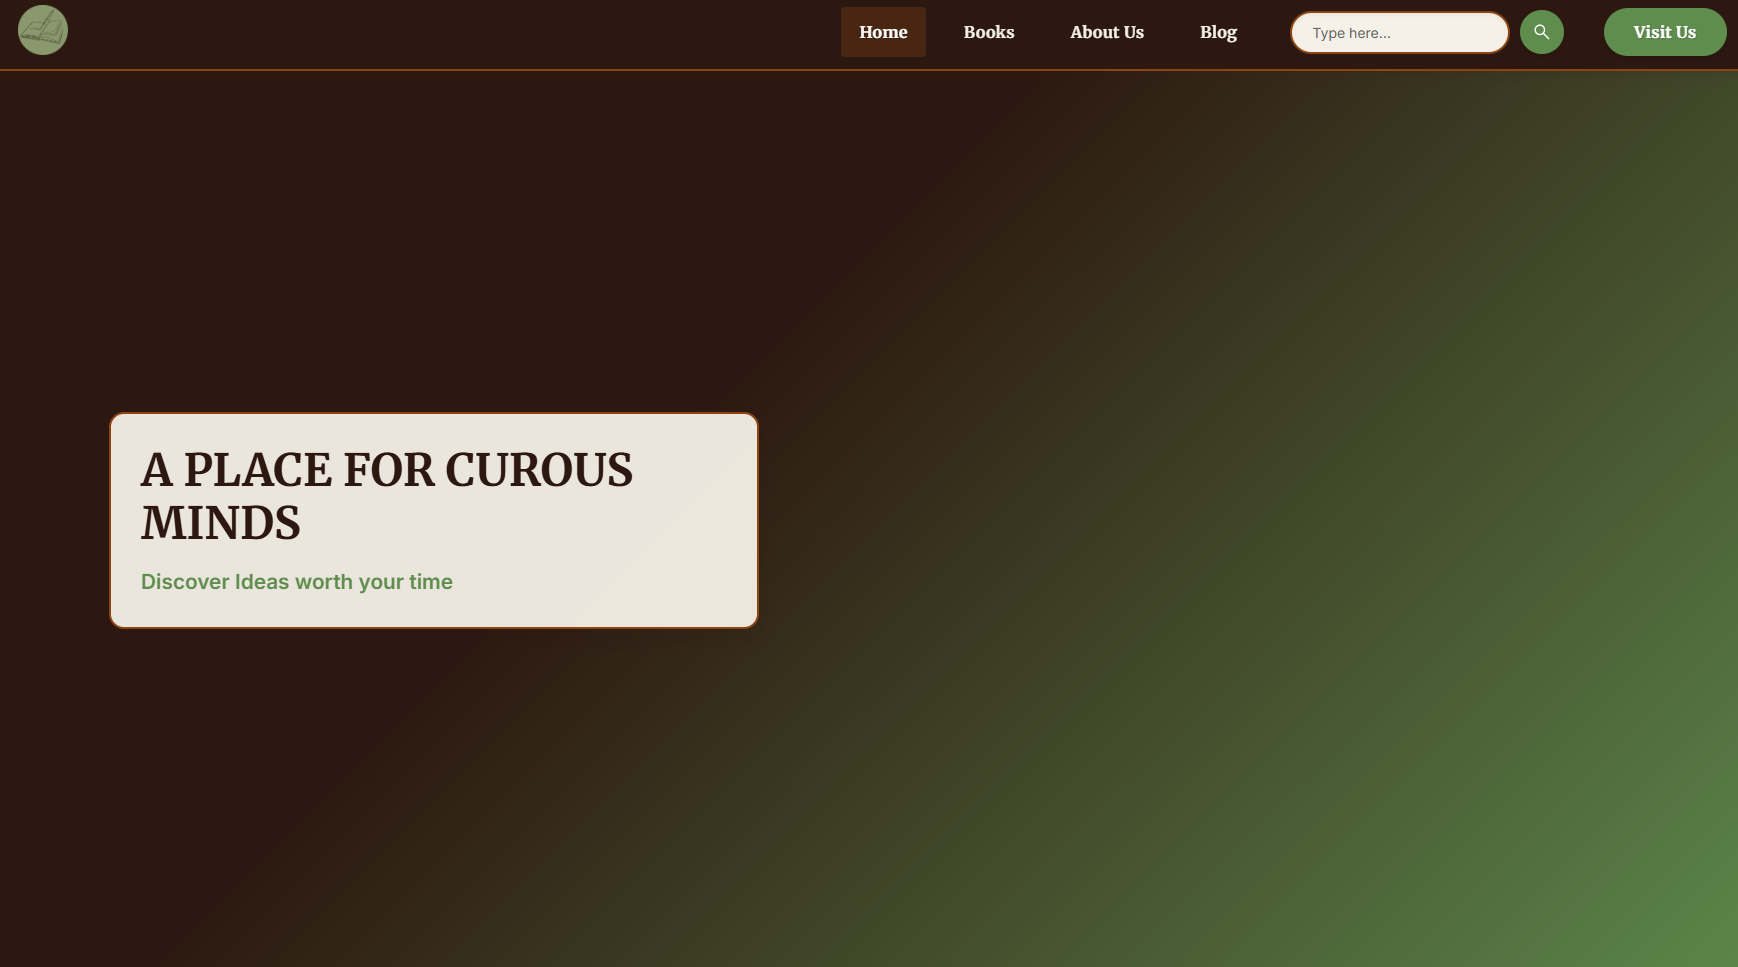 Home Books About Us Blog Type here... Visit Us
A PLACE FOR CUROUS
MINDS
Discover Ideas worth your time